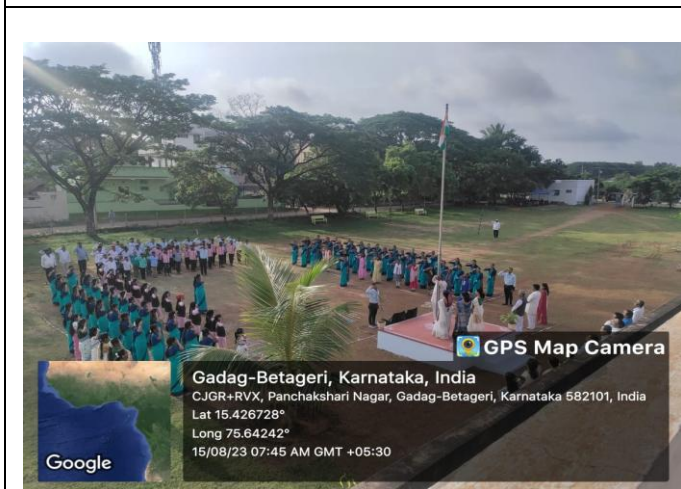 GPS Map Camera
Gadag-Betageri, Karnataka, India
CJGR+RVX, Panchakshari Nagar, Gadag-Betageri, Karnataka 582101, India
Lat 15.426728°
Long 75.64242°
15/08/23 07:45 AM GMT +05:30
Google